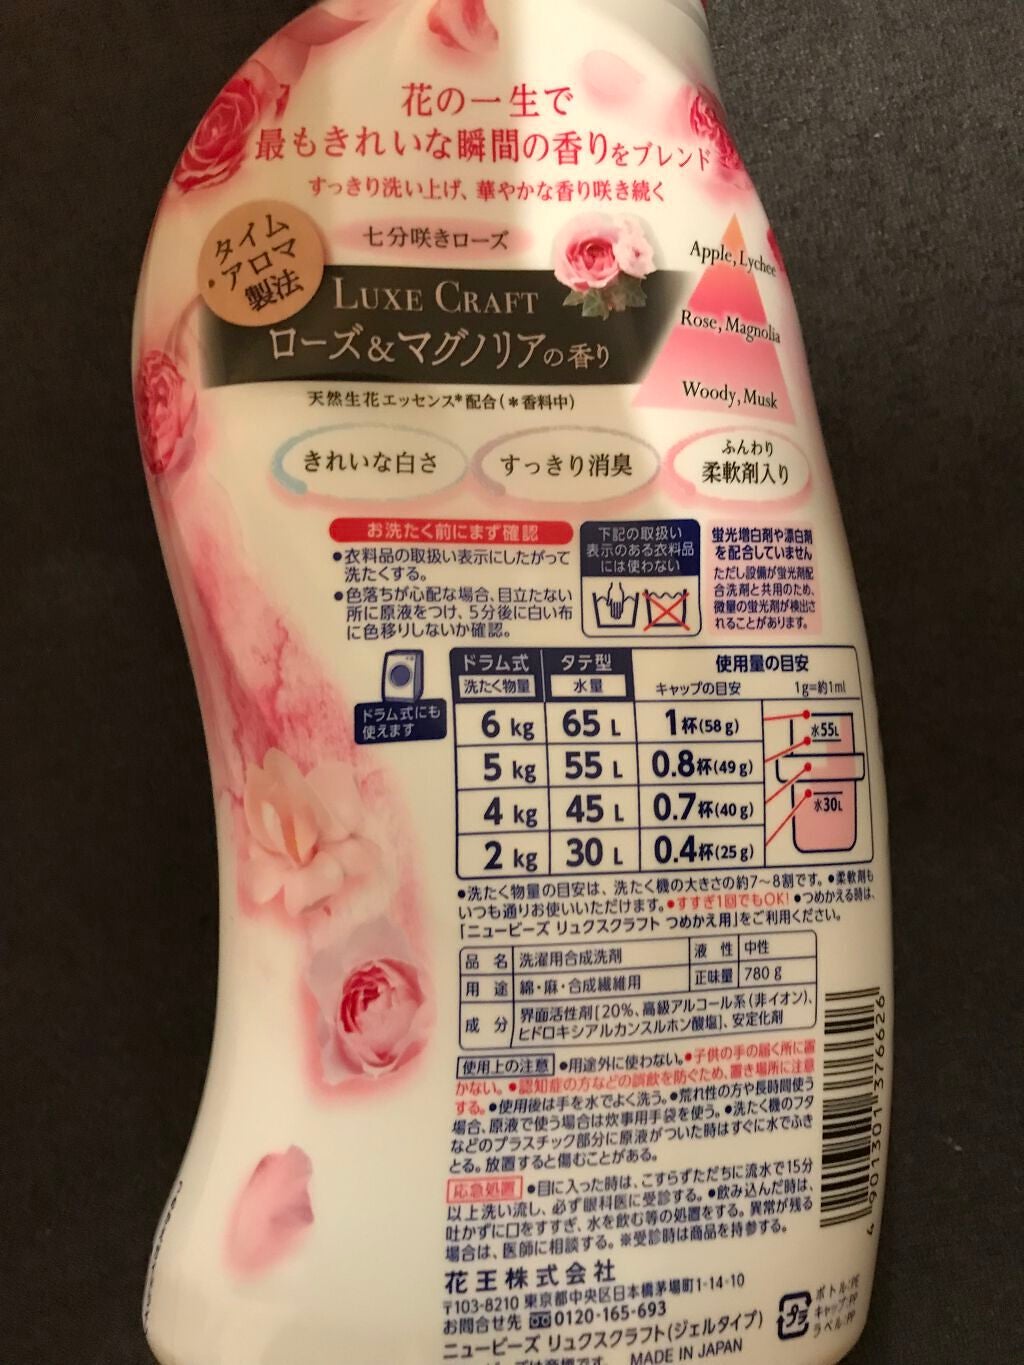 花の一生で
最もきれいな瞬間の香りをブレンド
すっきり洗い上げ、華やかな香り咲き続く
タイム
アロマ
製法
七分咲きローズ
LUXE CRAFT
ローズ&マグノリアの香り
Apple, Lychee
Rose, Magnolia
Woody, Musk
天然生花エッセンス*配合(*香料中)
きれいな白さ
すっきり消臭
ふんわり
柔軟剤入り
お洗たく前にまず確認
●衣料品の取扱い表示にしたがって
洗たくする。
●色落ちが心配な場合、目立たない
所に原液をつけ、5分後に白い布
に色移りしないか確認。
下記の取扱い
表示のある衣料品
には使わない
蛍光増白剤や漂白剤
を配合していません
ただし設備が蛍光剤配
合洗剤と共用のため、
微量の蛍光剤が検出さ
れることがあります。
ドラム式にも
使えます
ドラム式 タテ型 使用量の目安
洗たく物量 水量 キャップの目安 1g=約1ml
6 kg 65 L 1杯(58g)
5 kg 55 L 0.8杯(49g)
4 kg 45 L 0.7杯(40g)
2 kg 30 L 0.4杯(25g)
水55L
水30L
●洗たく物量の目安は、洗たく機の大きさの約7〜8割です。●柔軟剤も
いつも通りお使いいただけます。●すすぎ1回でもOK! ●つめかえる時は、
「ニュービーズ リュクスクラフト つめかえ用」をご利用ください。
品名 洗濯用合成洗剤 液性 中性
用途 綿・麻・合成繊維用 正味量 780g
成分 界面活性剤[20%、高級アルコール系(非イオン)、
ヒドロキシアルカンスルホン酸塩]、安定化剤
使用上の注意 ●用途外に使わない。●子供の手の届く所に置
かない。●認知症の方などの誤飲を防ぐため、置き場所に注意
する。●使用後は手を水でよく洗う。●荒れ性の方や長時間使う
場合、原液で使う場合は炊事用手袋を使う。●洗たく機のフタ
などのプラスチック部分に原液がついた時はすぐに水でふき
とる。放置すると傷むことがある。
応急処置 ●目に入った時は、こすらずただちに流水で15分
以上洗い流し、必ず眼科医に受診する。●飲み込んだ時は、
吐かずに口をすすぎ、水を飲む等の処置をする。異常が残る
場合は、医師に相談する。※受診時は商品を持参する。
花王株式会社
〒103-8210 東京都中央区日本橋茅場町1-14-10
お問合せ先 0120-165-693
ニュービーズ リュクスクラフト(ジェルタイプ)
MADE IN JAPAN
プラ
ボトル:PE
キャップ:PP
ラベル:PP
4 901301 376626